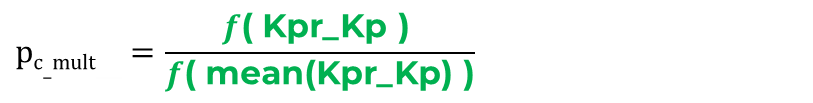 f( Kpr_Kp )
p_c_mult =
f( mean(Kpr_Kp) )